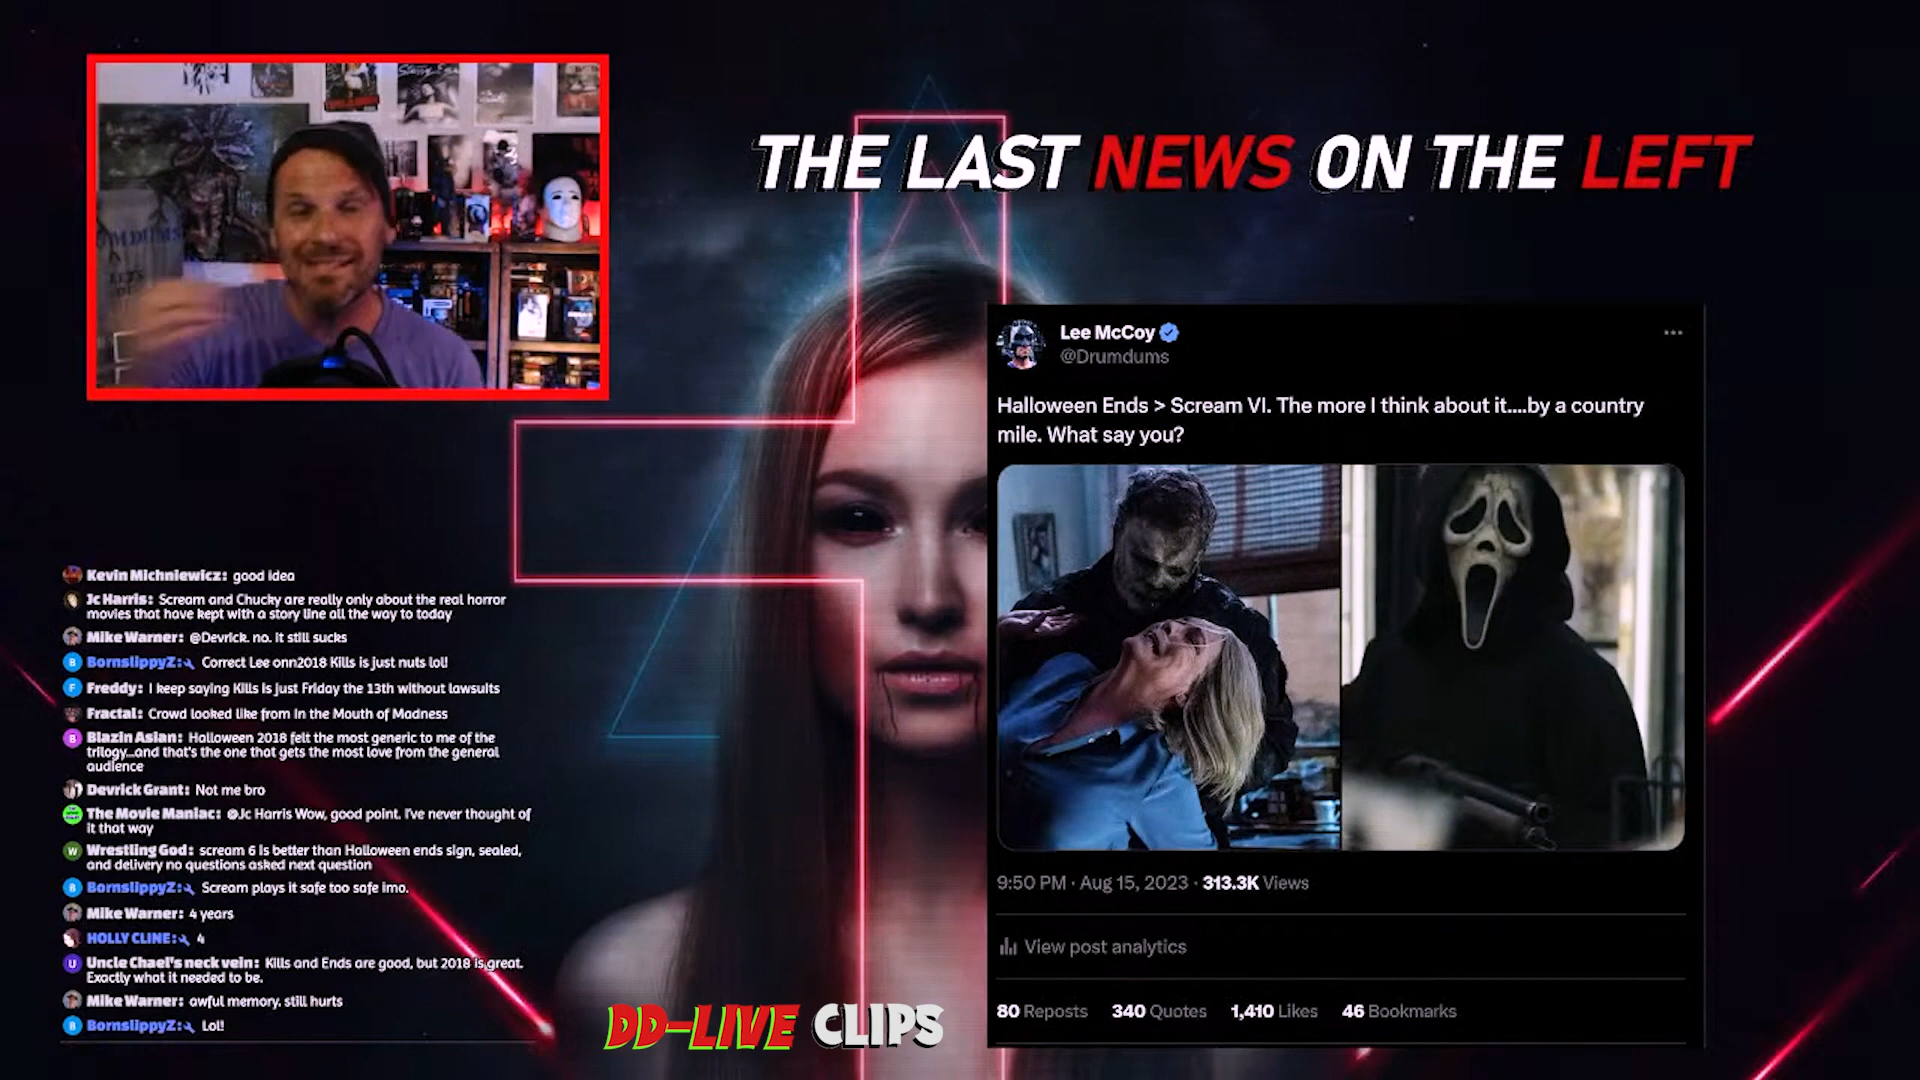 THE LAST NEWS ON THE LEFT
Lee McCoy
@Drumdums
Halloween Ends > Scream VI. The more I think about it....by a country
mile. What say you?
9:50 PM · Aug 15, 2023 · 313.3K Views
View post analytics
80 Reposts 340 Quotes 1,410 Likes 46 Bookmarks
Kevin Michniewicz: good idea
Jc Harris: Scream and Chucky are really only about the real horror
movies that have kept with a story line all the way to today
Mike Warner: @Devrick. no. it still sucks
BornslippyZ: Correct Lee onn2018 Kills is just nuts lol!
Freddy: I keep saying Kills is just Friday the 13th without lawsuits
Fractal: Crowd looked like from In the Mouth of Madness
Blazin Asian: Halloween 2018 felt the most generic to me of the
trilogy...and that's the one that gets the most love from the general
audience
Devrick Grant: Not me bro
The Movie Maniac: @Jc Harris Wow, good point. I've never thought of
it that way
Wrestling God: scream 6 is better than Halloween ends sign, sealed,
and delivery no questions asked next question
BornslippyZ: Scream plays it safe too safe imo.
Mike Warner: 4 years
HOLLY CLINE: 4
Uncle Chael's neck vein: Kills and Ends are good, but 2018 is great.
Exactly what it needed to be.
Mike Warner: awful memory. still hurts
BornslippyZ: Lol!
DD-LIVE CLIPS